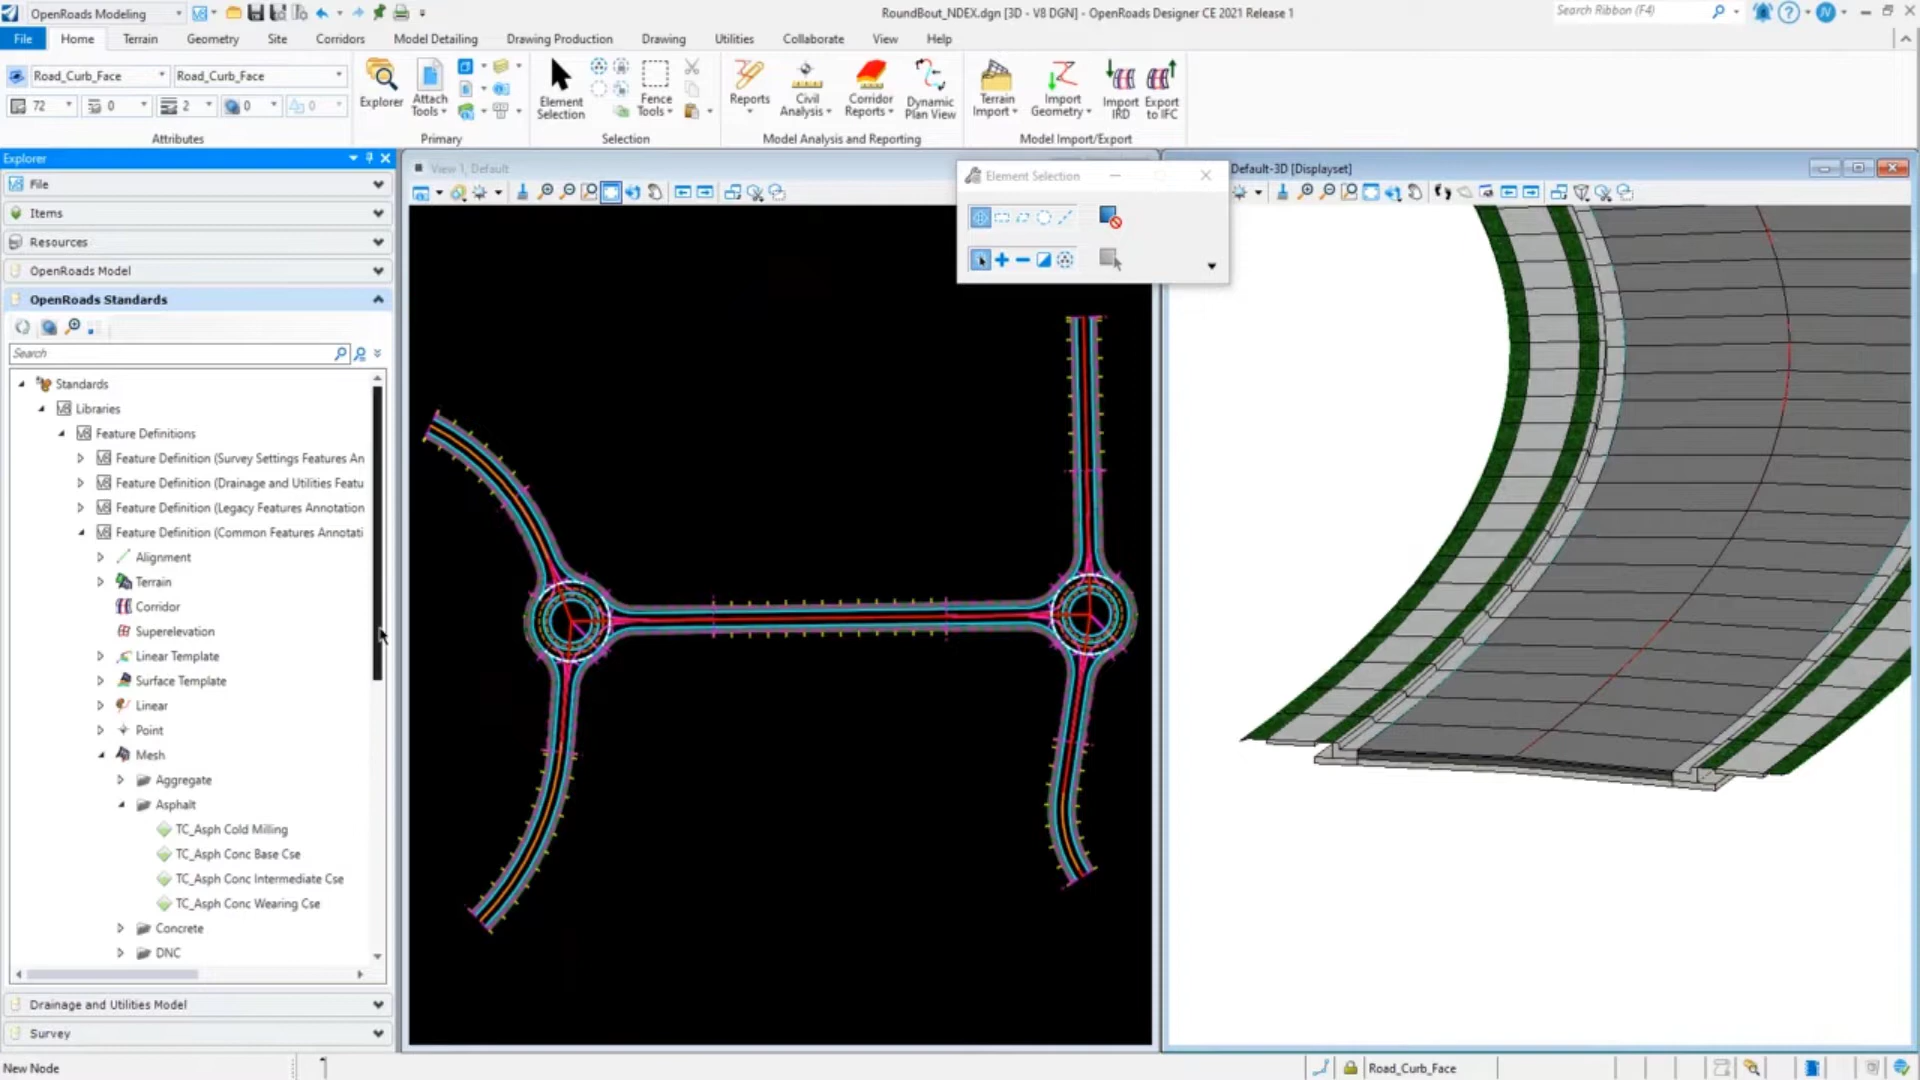 OpenRoads Modeling
RoundBout_NDEX.dgn [3D - V8 DGN] - OpenRoads Designer CE 2021 Release 1
Search Ribbon (F4)
JV
File Home Terrain Geometry Site Corridors Model Detailing Drawing Production Drawing Utilities Collaborate View Help
Road_Curb_Face
Road_Curb_Face
72
0
2
0
0
Attributes
Explorer
Attach Tools
Primary
Element Selection
Fence Tools
Selection
Reports
Civil Analysis
Corridor Reports
Dynamic Plan View
Model Analysis and Reporting
Terrain Import
Import Geometry
Import IRD
Export to IFC
Model Import/Export
Explorer
File
Items
Resources
OpenRoads Model
OpenRoads Standards
Search
Standards
Libraries
Feature Definitions
Feature Definition (Survey Settings Features An
Feature Definition (Drainage and Utilities Featu
Feature Definition (Legacy Features Annotation
Feature Definition (Common Features Annotati
Alignment
Terrain
Corridor
Superelevation
Linear Template
Surface Template
Linear
Point
Mesh
Aggregate
Asphalt
TC_Asph Cold Milling
TC_Asph Conc Base Cse
TC_Asph Conc Intermediate Cse
TC_Asph Conc Wearing Cse
Concrete
DNC
Drainage and Utilities Model
Survey
View 1, Default
Element Selection
Default-3D [Displayset]
New Node
Road_Curb_Face